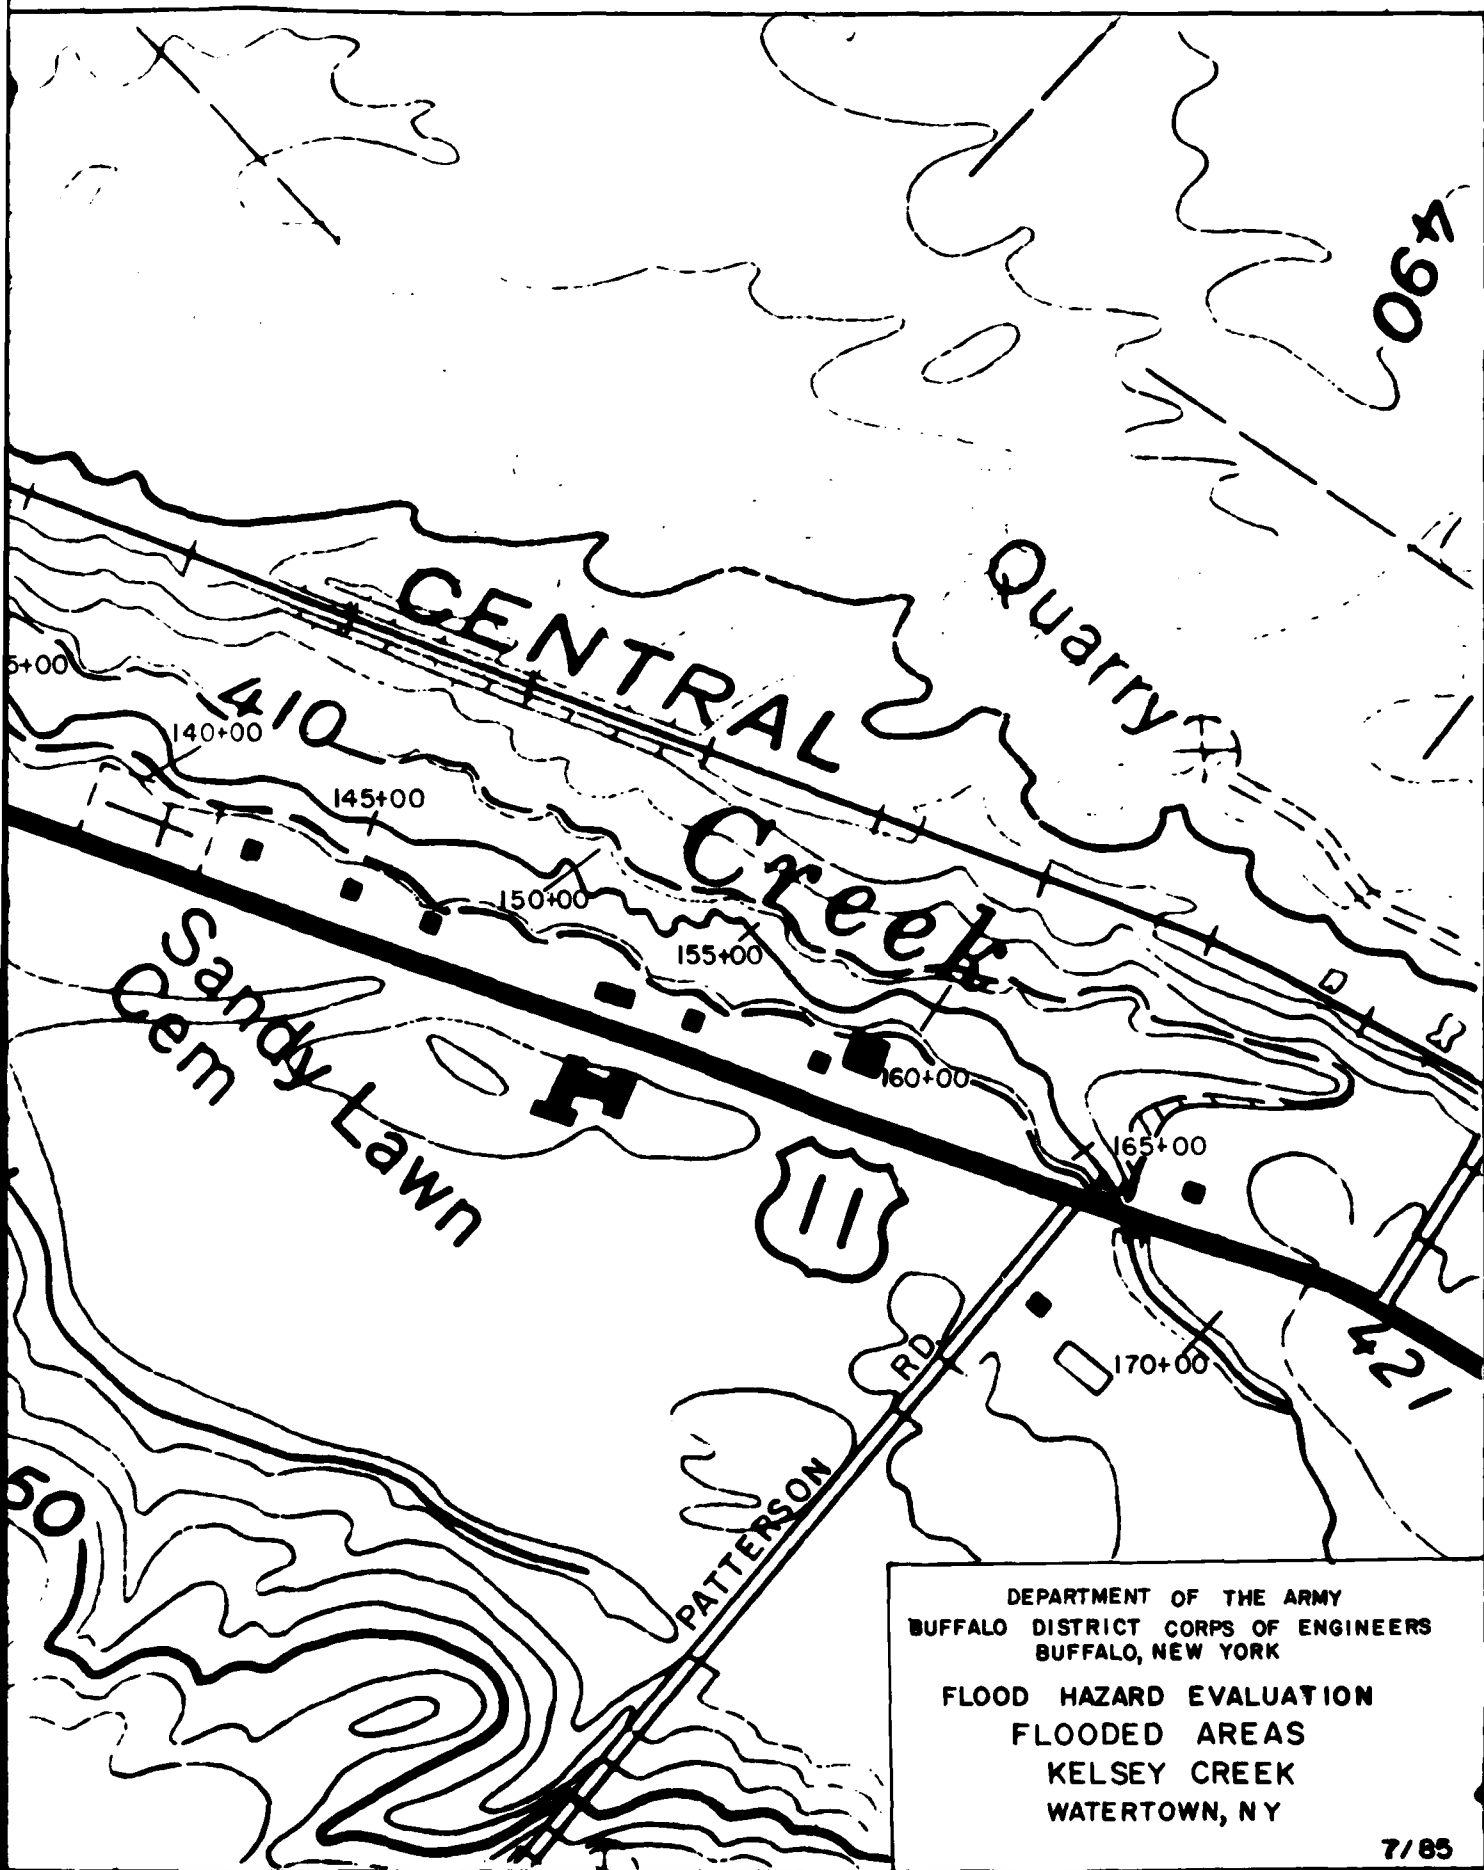 490
Quarry
CENTRAL
5+00
410
140+00
145+00
Creek
150+00
155+00
Sandy Lawn
Cem
160+00
165+00
11
RD.
170+00
421
PATTERSON
50
DEPARTMENT OF THE ARMY
BUFFALO DISTRICT CORPS OF ENGINEERS
BUFFALO, NEW YORK
FLOOD HAZARD EVALUATION
FLOODED AREAS
KELSEY CREEK
WATERTOWN, NY
7/85